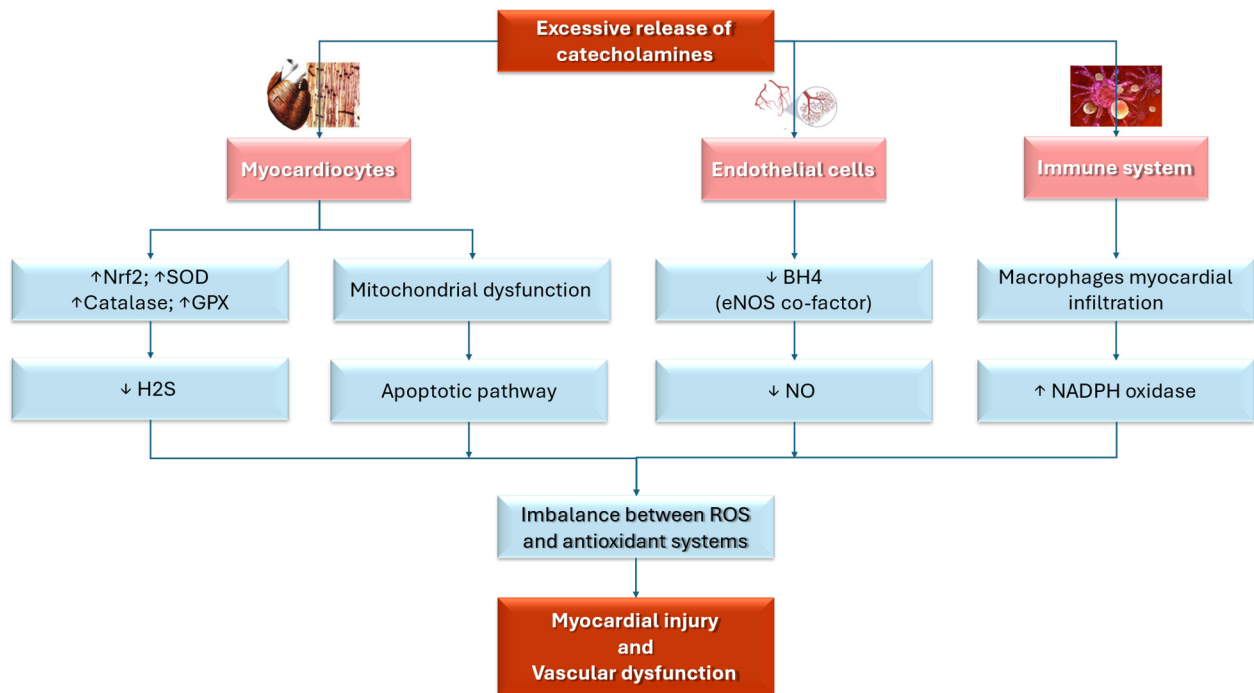 Excessive release of
catecholamines
Myocardiocytes
Endothelial cells
Immune system
↑Nrf2; ↑SOD
↑Catalase; ↑GPX
Mitochondrial dysfunction
↓ BH4
(eNOS co-factor)
Macrophages myocardial
infiltration
↓ H2S
Apoptotic pathway
↓ NO
↑ NADPH oxidase
Imbalance between ROS
and antioxidant systems
Myocardial injury
and
Vascular dysfunction